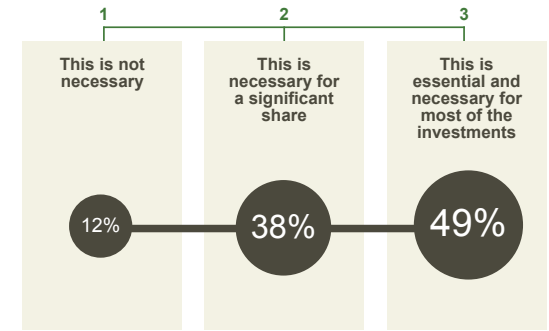 1
2
3
This is not
necessary
This is
necessary for
a significant
share
This is
essential and
necessary for
most of the
investments
12%
38%
49%